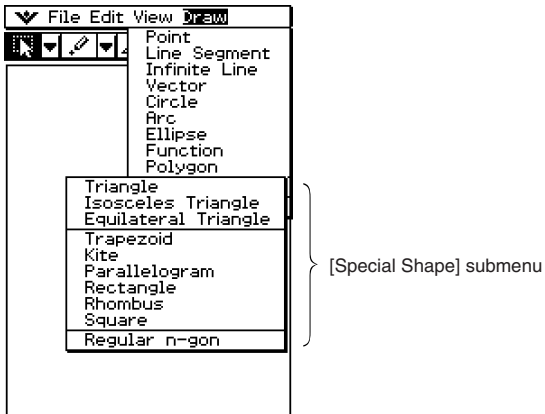 File Edit View Draw
Point
Line Segment
Infinite Line
Vector
Circle
Arc
Ellipse
Function
Polygon
Triangle
Isosceles Triangle
Equilateral Triangle
Trapezoid
Kite
Parallelogram
Rectangle
Rhombus
Square
Regular n-gon
[Special Shape] submenu